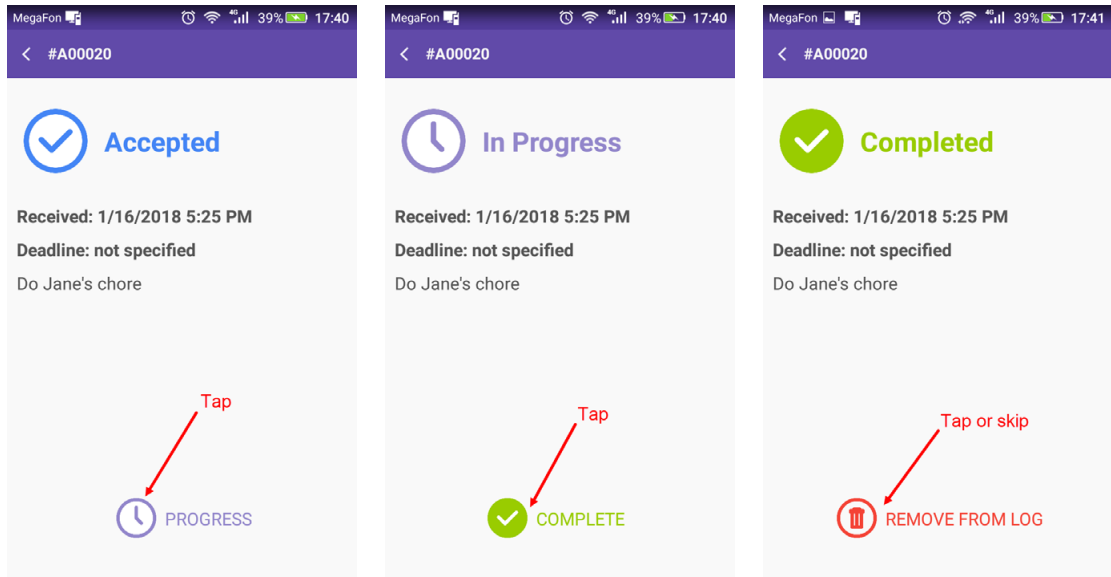 MegaFon 4G 39% 17:40
#A00020
Accepted
Received: 1/16/2018 5:25 PM
Deadline: not specified
Do Jane's chore
Tap
PROGRESS
MegaFon 4G 39% 17:40
#A00020
In Progress
Received: 1/16/2018 5:25 PM
Deadline: not specified
Do Jane's chore
Tap
COMPLETE
MegaFon 4G 39% 17:41
#A00020
Completed
Received: 1/16/2018 5:25 PM
Deadline: not specified
Do Jane's chore
Tap or skip
REMOVE FROM LOG